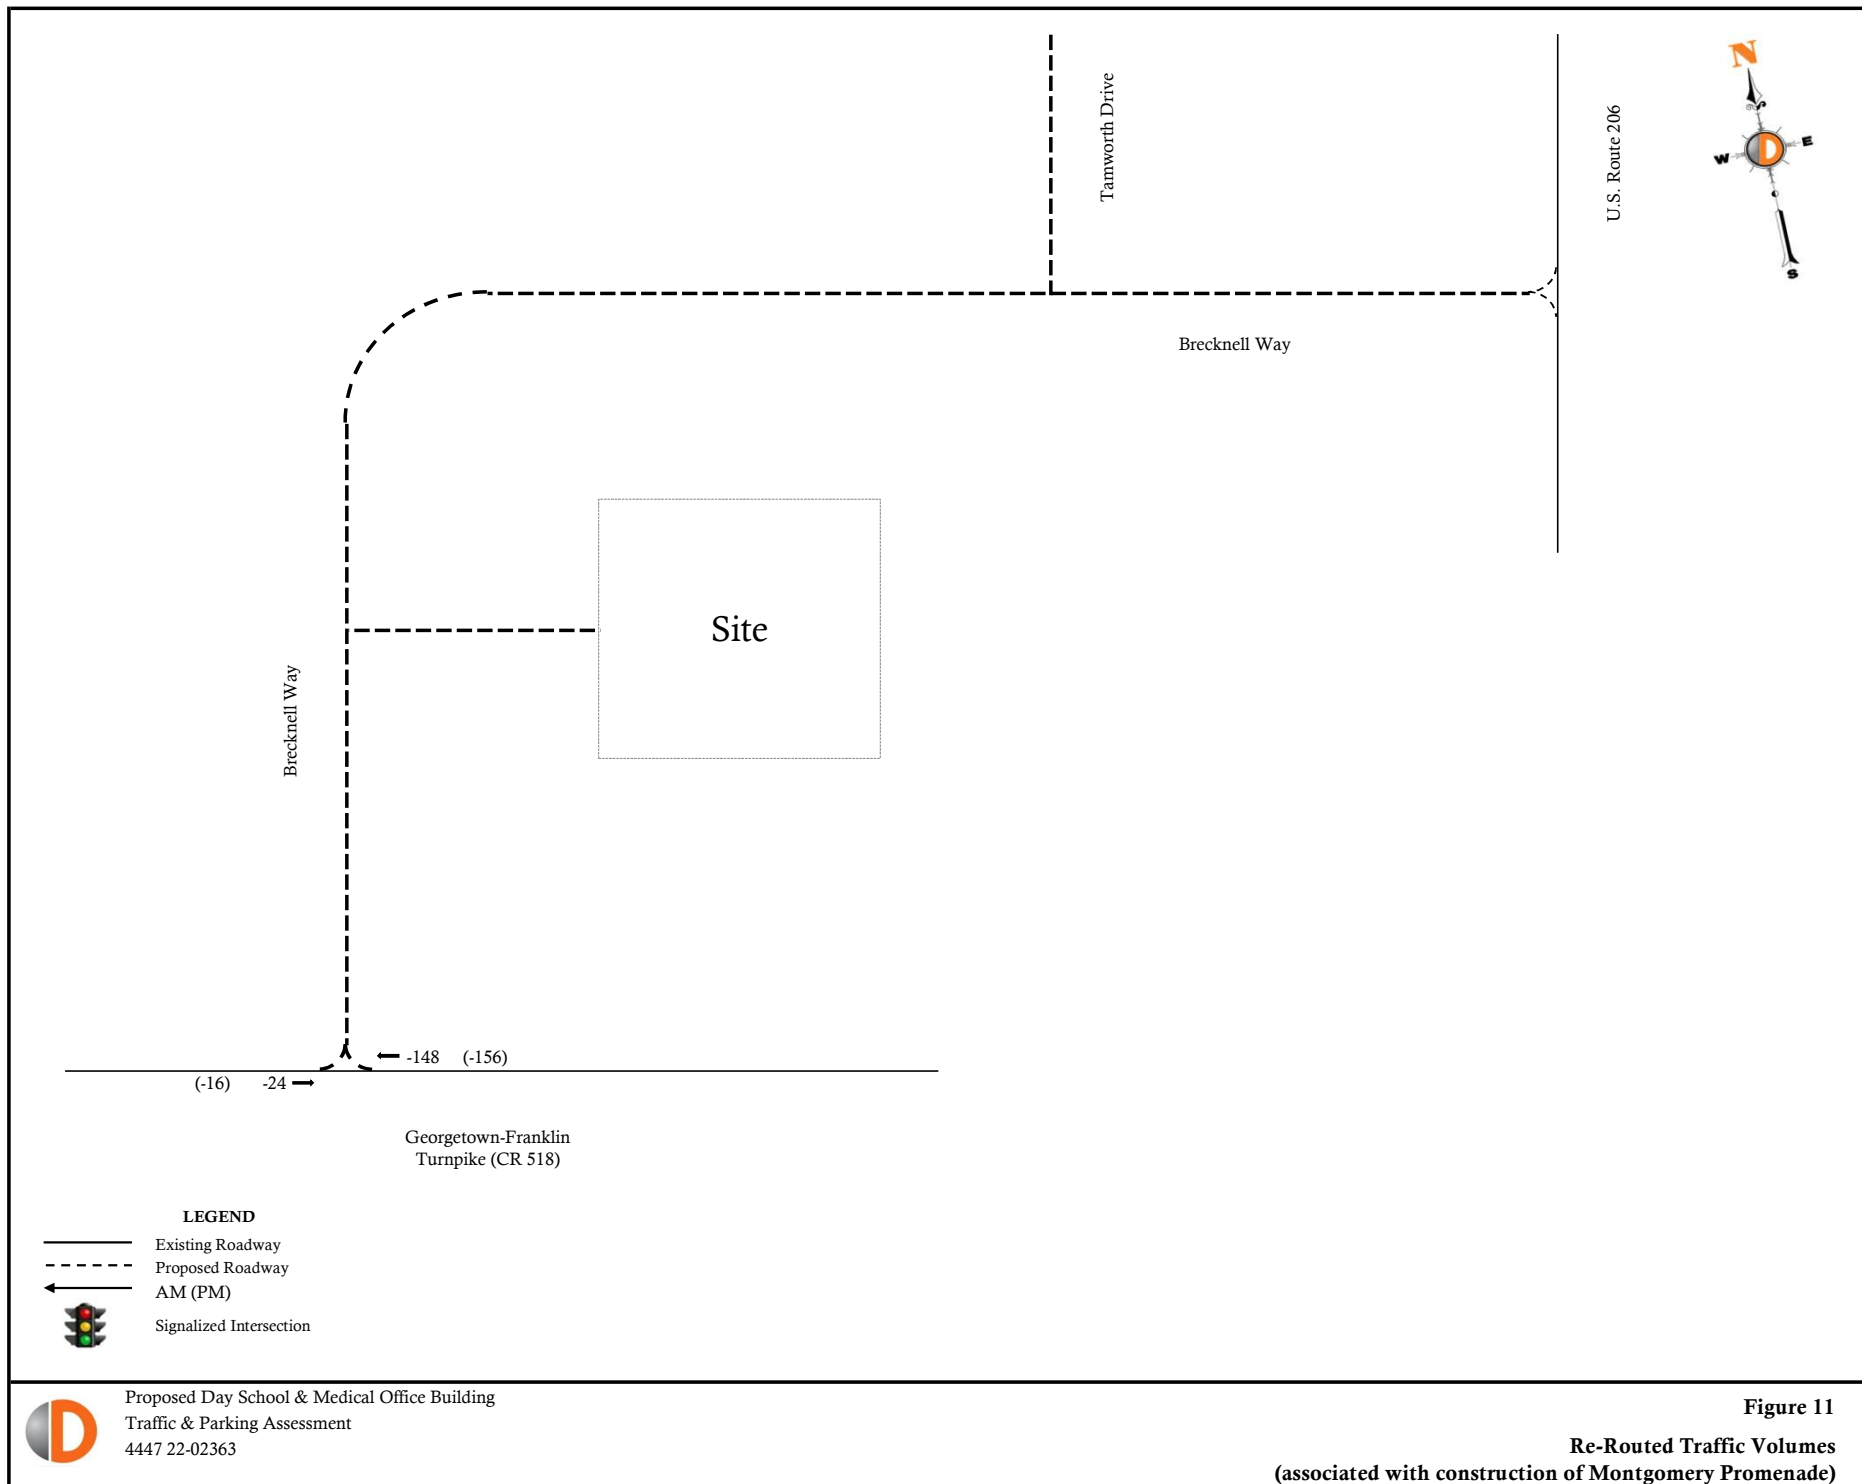 N
W
E
S
Tamworth Drive
U.S. Route 206
Brecknell Way
Site
Brecknell Way
-148 (-156)
(-16) -24
Georgetown-Franklin
Turnpike (CR 518)
LEGEND
Existing Roadway
Proposed Roadway
AM (PM)
Signalized Intersection
Proposed Day School & Medical Office Building
Traffic & Parking Assessment
4447 22-02363
Figure 11
Re-Routed Traffic Volumes
(associated with construction of Montgomery Promenade)